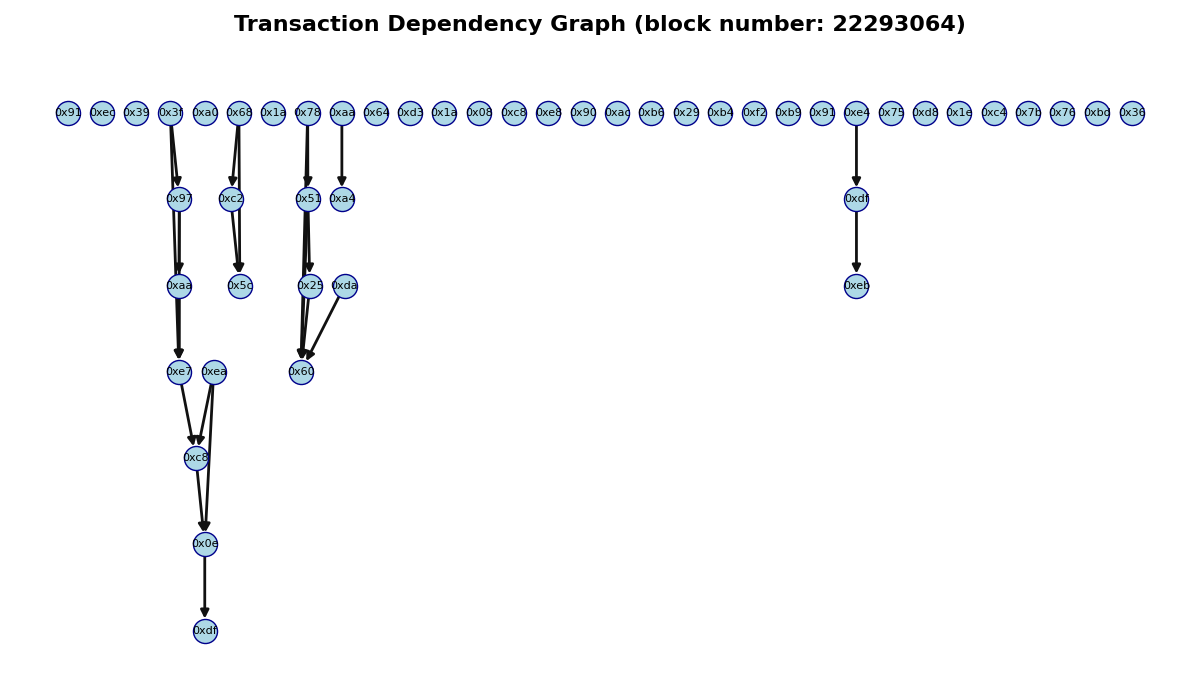 Transaction Dependency Graph (block number: 22293064)
0x91 0xec 0x39 0x3f 0xa0 0x68 0x1a 0x78 0xaa 0x64 0xd3 0x1a 0x08 0xc8 0xe8 0x90 0xac 0xb6 0x29 0xb4 0xf2 0xb9 0x91 0xe4 0x75 0xd8 0x1e 0xc4 0x7b 0x76 0xbd 0x36
0x97 0xc2 0x51 0xa4 0xdf
0xaa 0x5c 0x25 0xda 0xeb
0xe7 0xea 0x60
0xc8
0x0e
0xdf